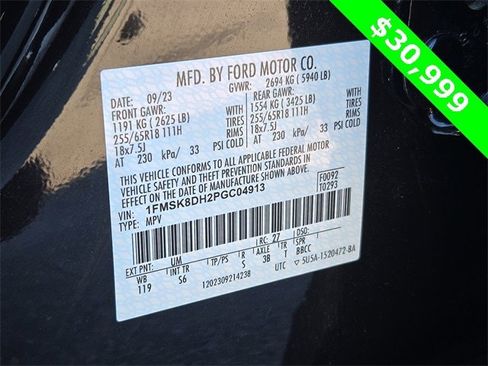 $30,999
MFD. BY FORD MOTOR CO.
DATE: 09/23 GVWR: 2694 KG ( 5940 LB)
FRONT GAWR: REAR GAWR:
1191 KG ( 2625 LB) WITH 1554 KG ( 3425 LB) WITH
255/65R18 111H TIRES 255/65R18 111H TIRES
18x7.5J RIMS 18x7.5J RIMS
AT 230 kPa/ 33 PSI COLD AT 230 kPa/ 33 PSI COLD
THIS VEHICLE CONFORMS TO ALL APPLICABLE FEDERAL MOTOR
VEHICLE SAFETY AND THEFT PREVENTION STANDARDS IN EFFECT
ON THE DATE OF MANUFACTURE SHOWN ABOVE.
VIN: 1FMSK8DH2PGC04913 F0092
TYPE: MPV T0293
EXT PNT: UM RC: 27 DSO:
WB INT TR TP/PS R AXLE TR SPR
119 S6 S 3B T BBCC
1202309214238 UTC 5U5A-1520472-BA